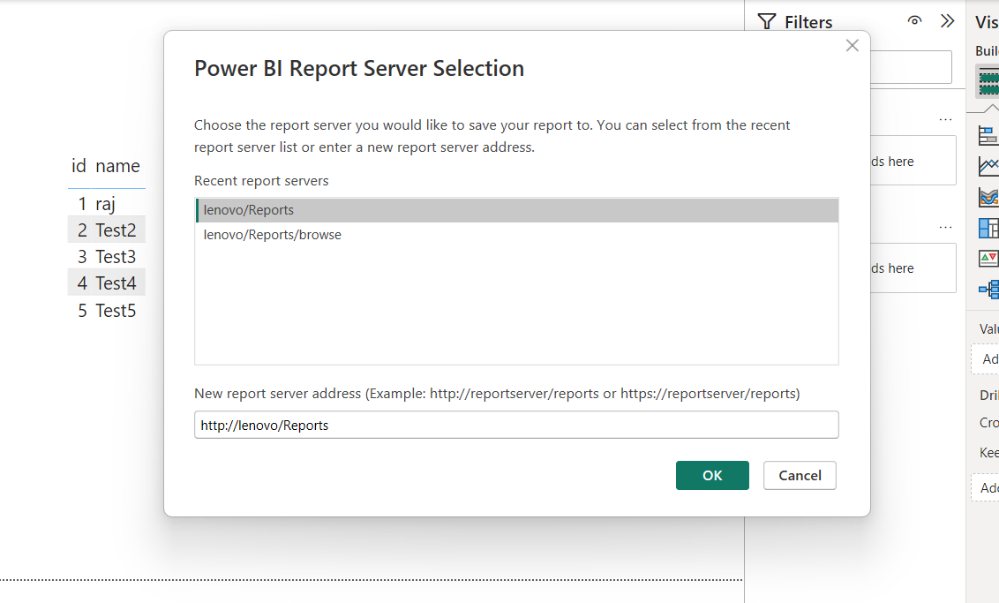 Filters
Vis
Buil
Power BI Report Server Selection
Choose the report server you would like to save your report to. You can select from the recent
report server list or enter a new report server address.
Recent report servers
lenovo/Reports
lenovo/Reports/browse
New report server address (Example: http://reportserver/reports or https://reportserver/reports)
http://lenovo/Reports
OK
Cancel
id name
1 raj
2 Test2
3 Test3
4 Test4
5 Test5
...
ds here
...
ds here
Valu
Ad
Dril
Cro
Kee
Add